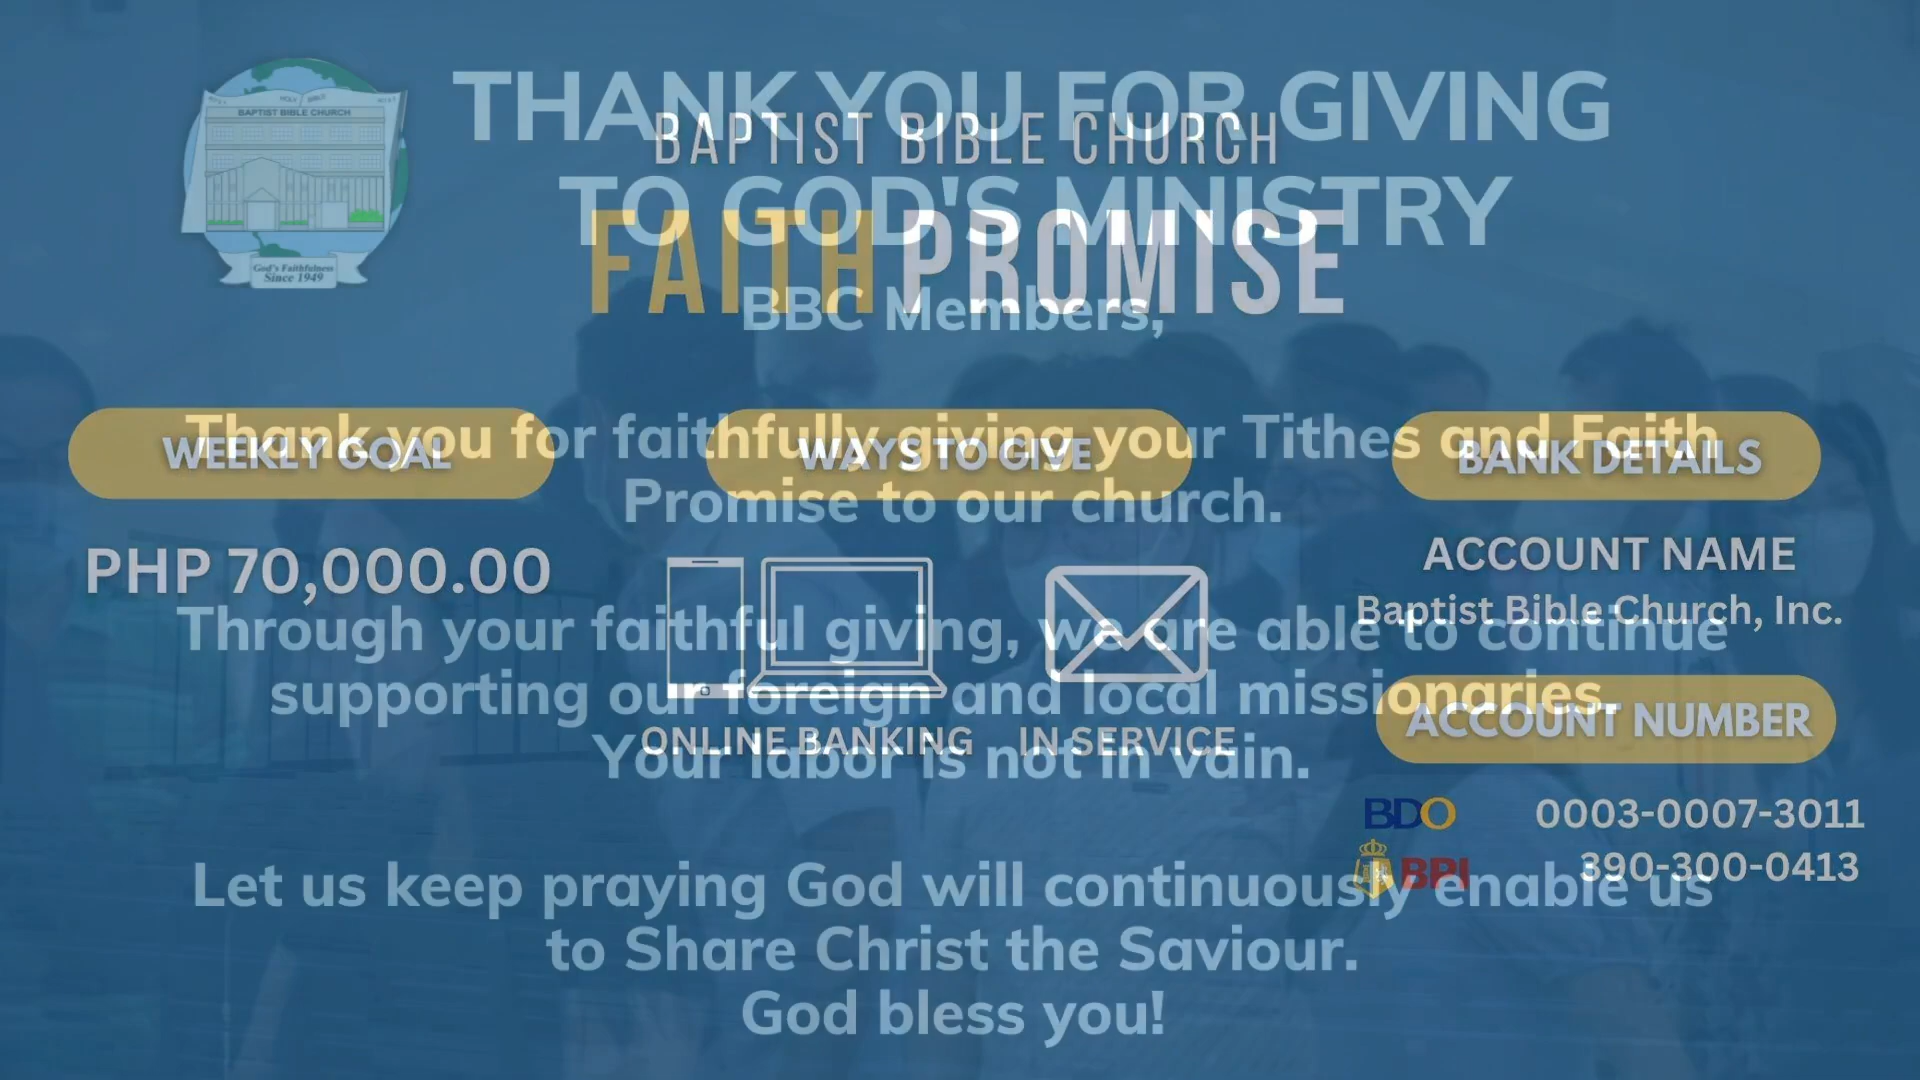 HOLY BIBLE
BAPTIST BIBLE CHURCH
God's Faithfulness
Since 1949
THANK YOU FOR GIVING
TO GOD'S MINISTRY
BBC Members,
Thank you for faithfully giving your Tithes and Faith
Promise to our church.
Through your faithful giving, we are able to continue
supporting our foreign and local missionaries.
Your labor is not in vain.
Let us keep praying God will continuously enable us
to Share Christ the Saviour.
God bless you!
BAPTIST BIBLE CHURCH
FAITH PROMISE
WEEKLY GOAL
PHP 70,000.00
WAYS TO GIVE
ONLINE BANKING
IN SERVICE
BANK DETAILS
ACCOUNT NAME
Baptist Bible Church, Inc.
ACCOUNT NUMBER
BDO 0003-0007-3011
BPI 390-300-0413